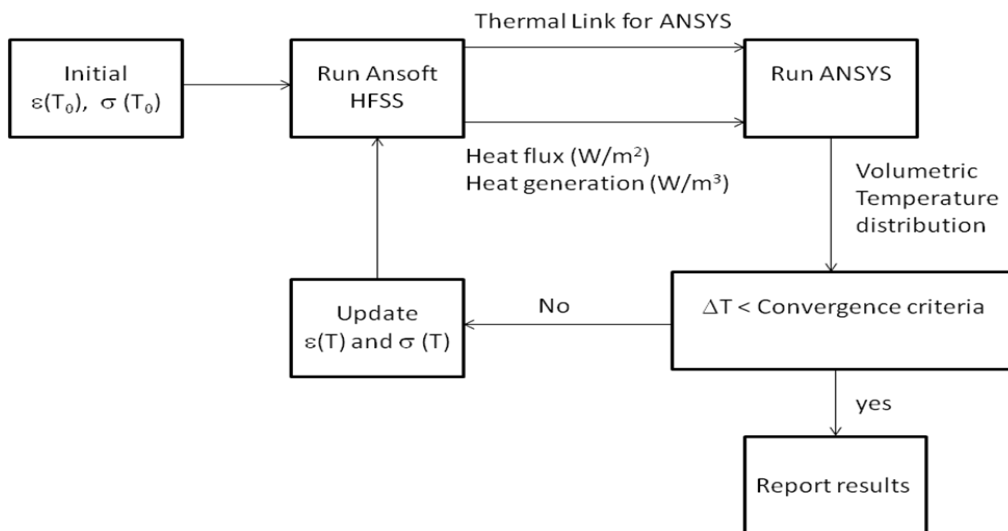 Thermal Link for ANSYS
Initial
ε(T₀), σ (T₀)
Run Ansoft
HFSS
Run ANSYS
Heat flux (W/m²)
Heat generation (W/m³)
Volumetric
Temperature
distribution
Update
ε(T) and σ (T)
No
ΔT < Convergence criteria
yes
Report results